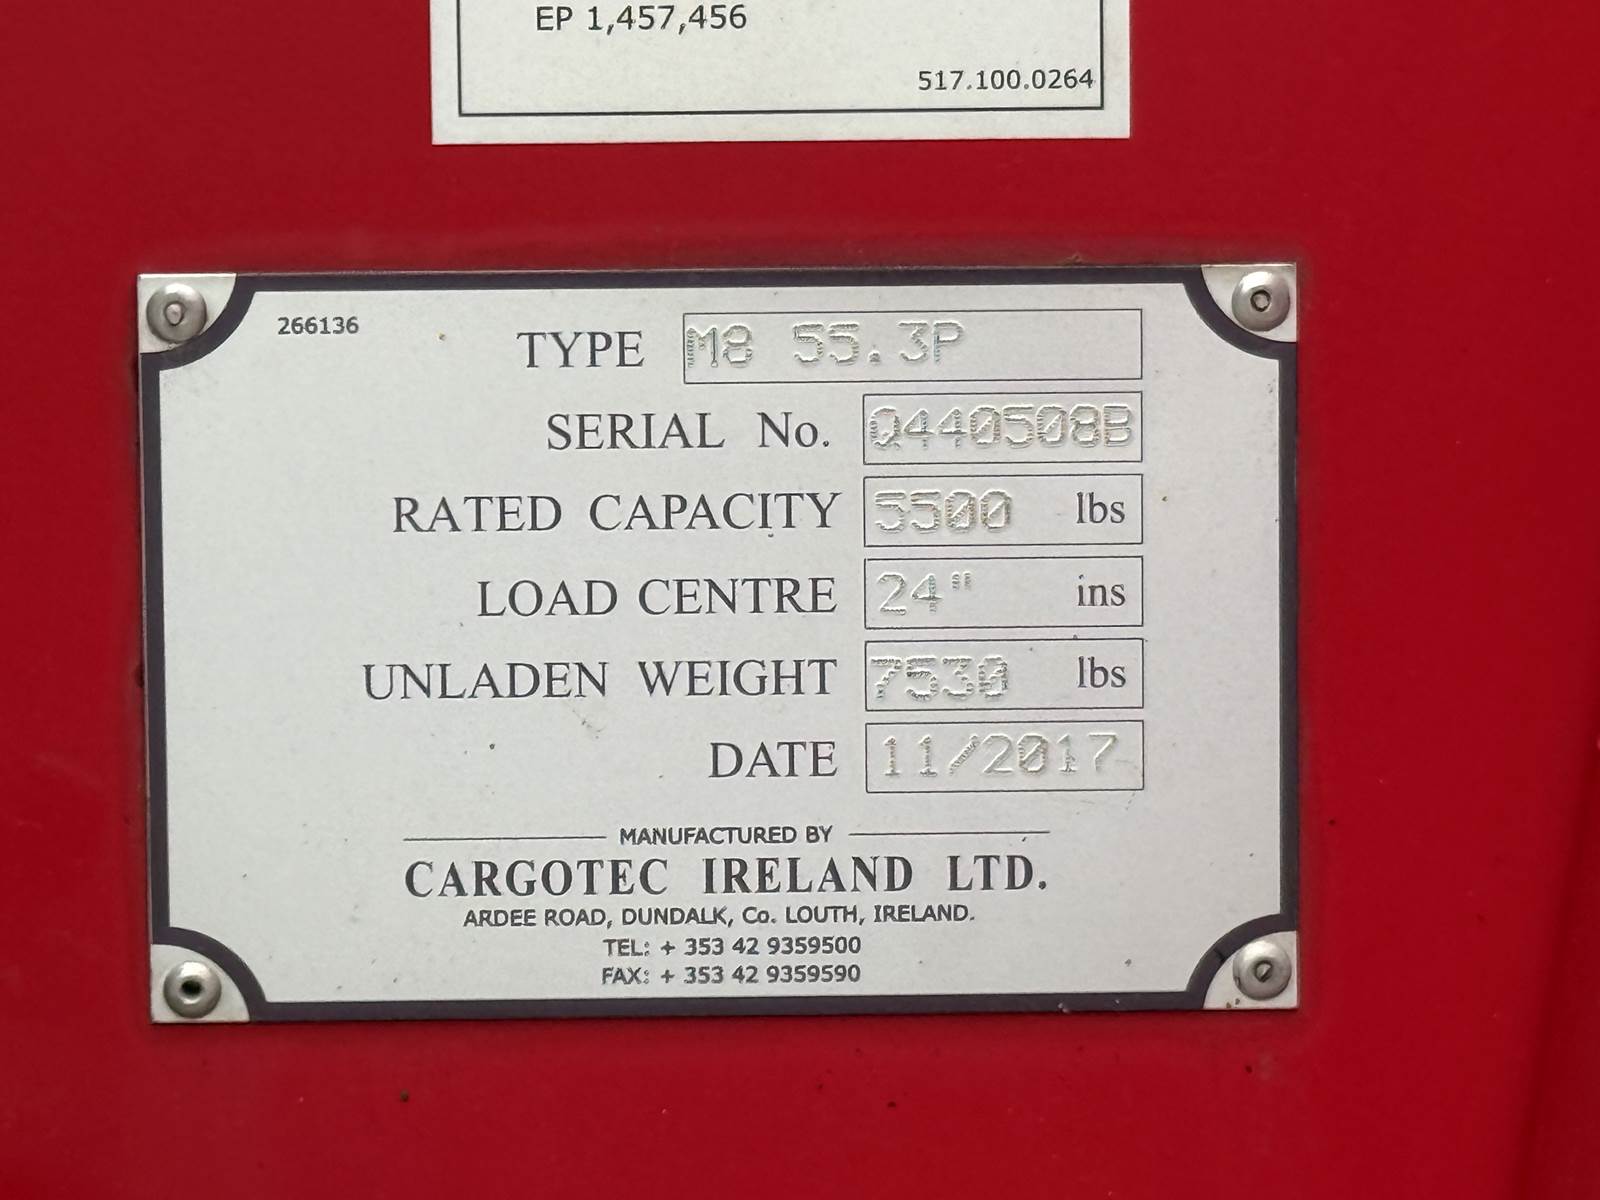 EP 1,457,456
517.100.0264
266136
TYPE M8 55.3P
SERIAL No. Q440508B
RATED CAPACITY 5500 lbs
LOAD CENTRE 24" ins
UNLADEN WEIGHT 7530 lbs
DATE 11/2017
MANUFACTURED BY
CARGOTEC IRELAND LTD.
ARDEE ROAD, DUNDALK, Co. LOUTH, IRELAND.
TEL: + 353 42 9359500
FAX: + 353 42 9359590